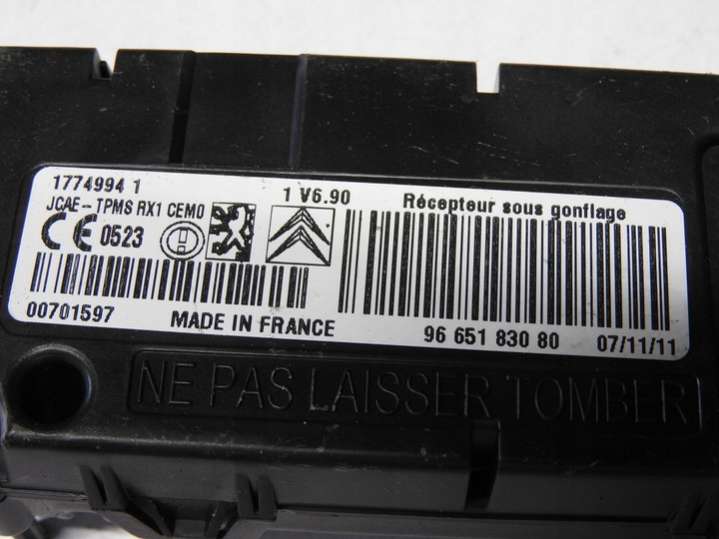 1774994 1
1 V6.90
Récepteur sous gonflage
JCAE-TPMS RX1 CEM0
CE 0523
00701597
MADE IN FRANCE
96 651 830 80
07/11/11
NE PAS LAISSER TOMBER